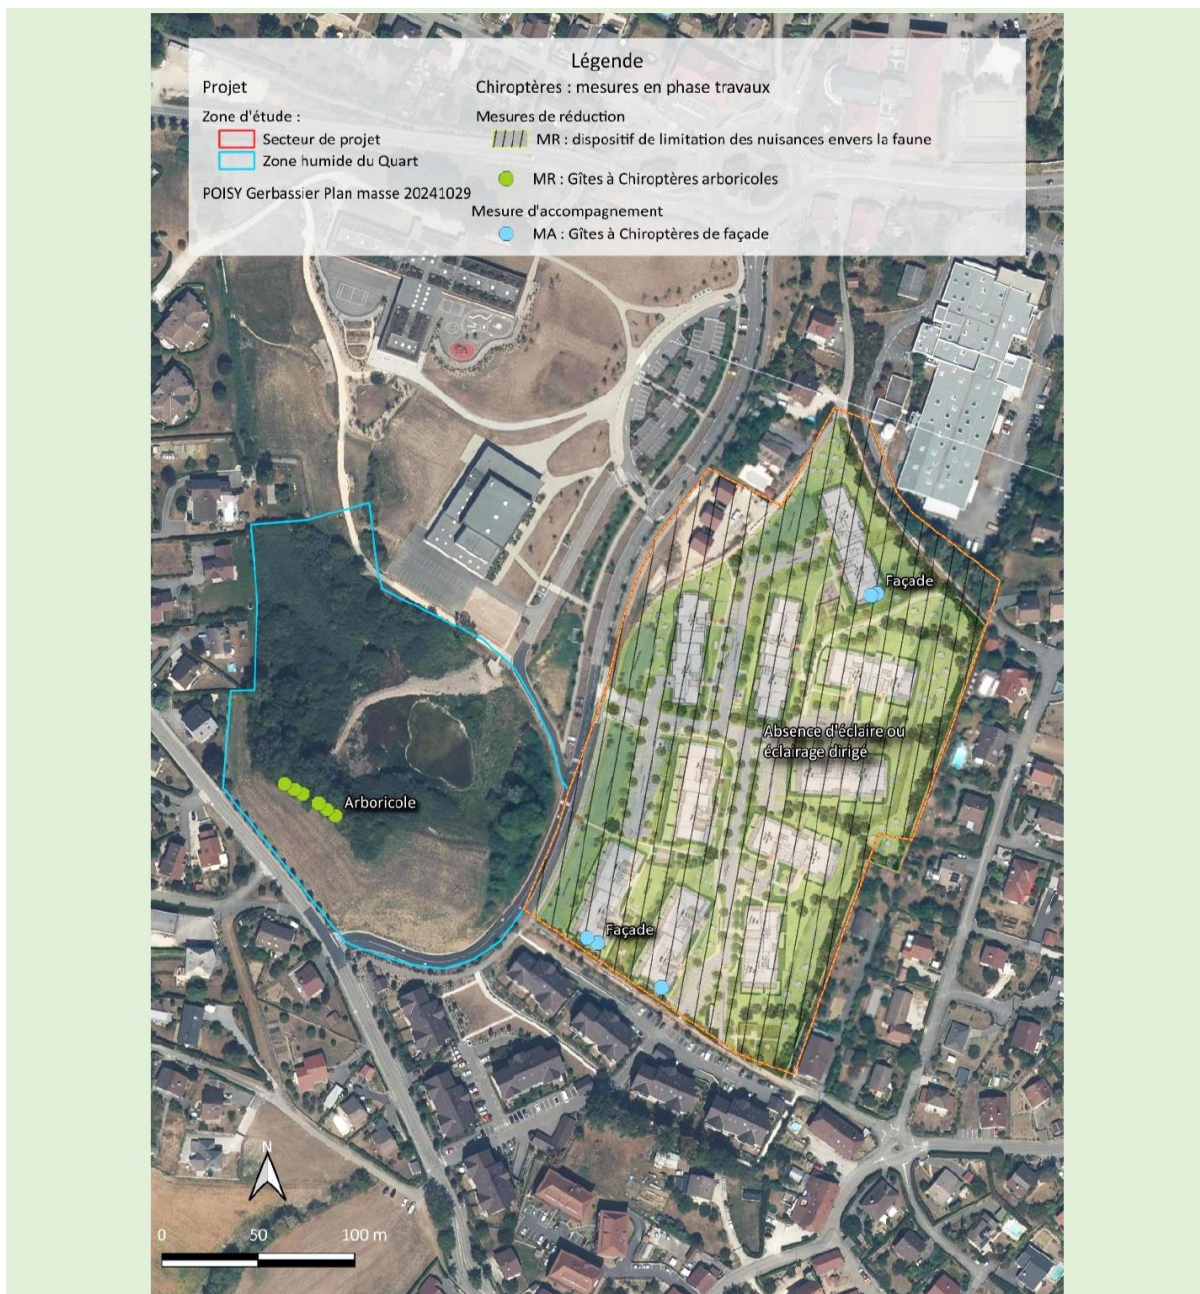 Légende
Projet
Chiroptères : mesures en phase travaux
Zone d'étude :
Mesures de réduction
Secteur de projet
MR : dispositif de limitation des nuisances envers la faune
Zone humide du Quart
MR : Gîtes à Chiroptères arboricoles
POISY Gerbassier Plan masse 20241029
Mesure d'accompagnement
MA : Gîtes à Chiroptères de façade
Façade
Absence d'éclaire ou
éclairage dirigé
Arboricole
Façade
N
0 50 100 m